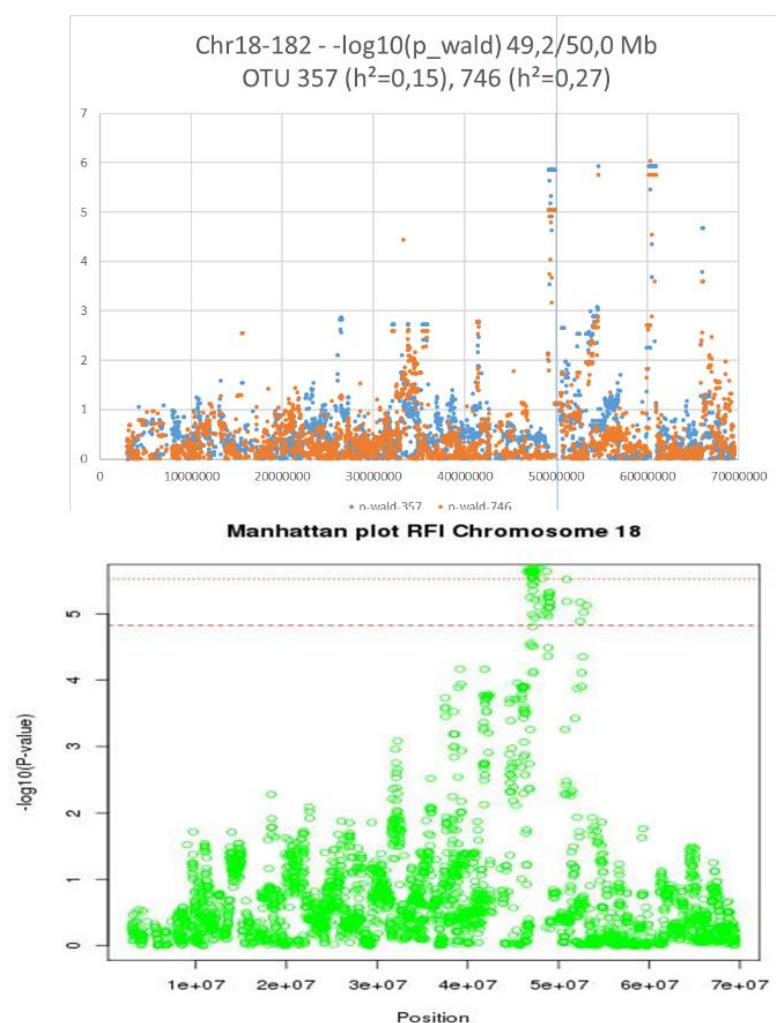 Chr18-182 - -log10(p_wald) 49,2/50,0 Mb
OTU 357 (h²=0,15), 746 (h²=0,27)
7
6
5
4
3
2
1
0
0 10000000 20000000 30000000 40000000 50000000 60000000 70000000
p-wald-357 p-wald-746
Manhattan plot RFI Chromosome 18
-log10(P-value)
5
4
3
2
1
0
1e+07 2e+07 3e+07 4e+07 5e+07 6e+07 7e+07
Position